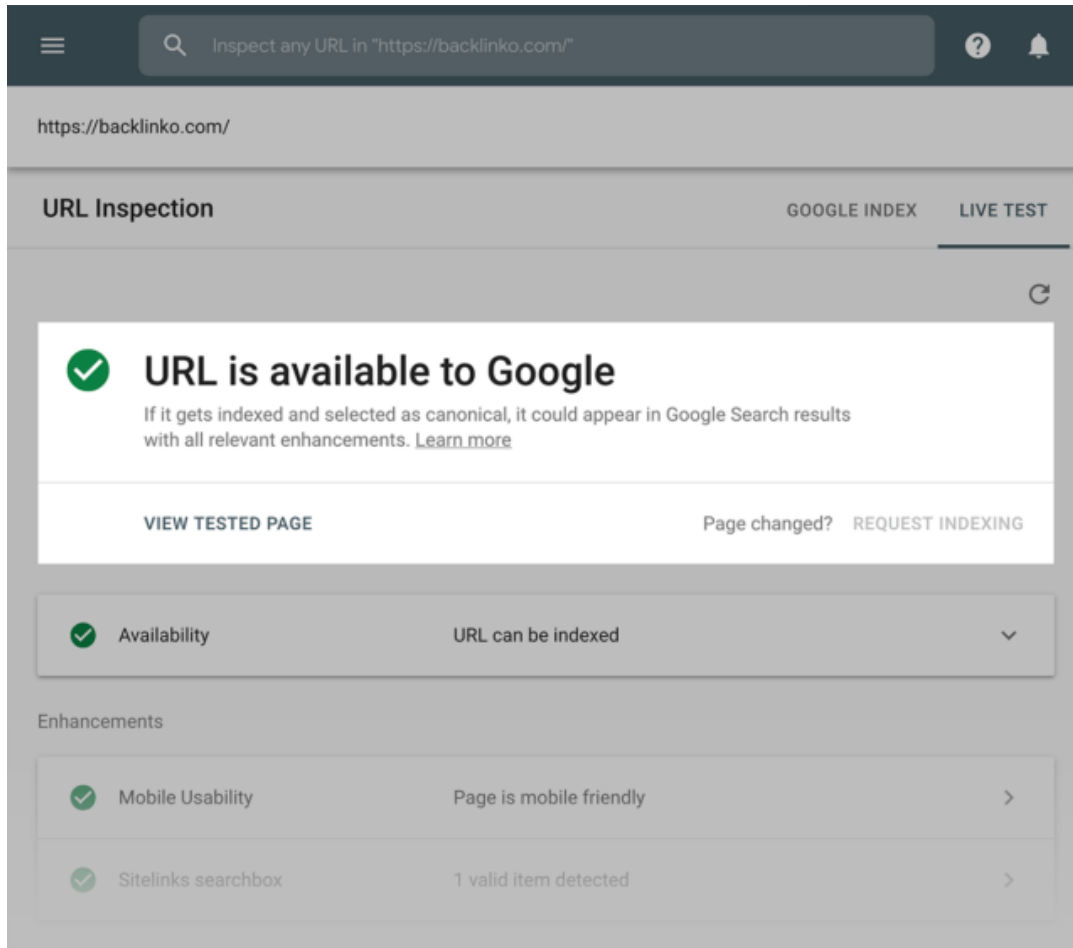 Inspect any URL in "https://backlinko.com/"
https://backlinko.com/
URL Inspection
GOOGLE INDEX
LIVE TEST
URL is available to Google
If it gets indexed and selected as canonical, it could appear in Google Search results
with all relevant enhancements. Learn more
VIEW TESTED PAGE
Page changed? REQUEST INDEXING
Availability
URL can be indexed
Enhancements
Mobile Usability
Page is mobile friendly
Sitelinks searchbox
1 valid item detected